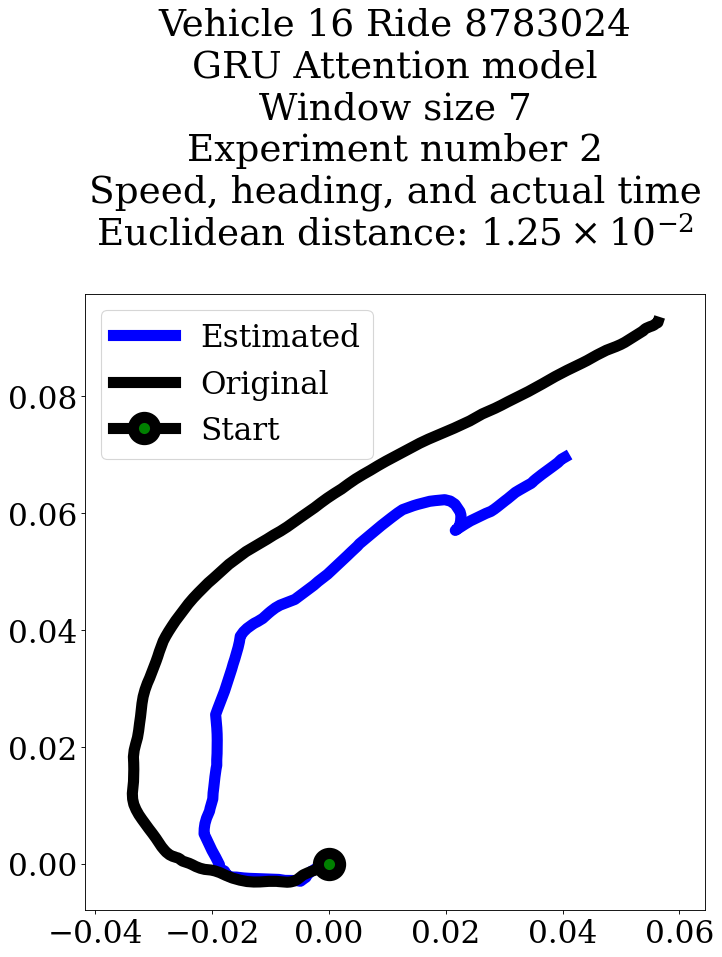 Vehicle 16 Ride 8783024
GRU Attention model
Window size 7
Experiment number 2
Speed, heading, and actual time
Euclidean distance: 1.25 × 10⁻²
Estimated
Original
Start
0.08
0.06
0.04
0.02
0.00
−0.04 −0.02 0.00 0.02 0.04 0.06